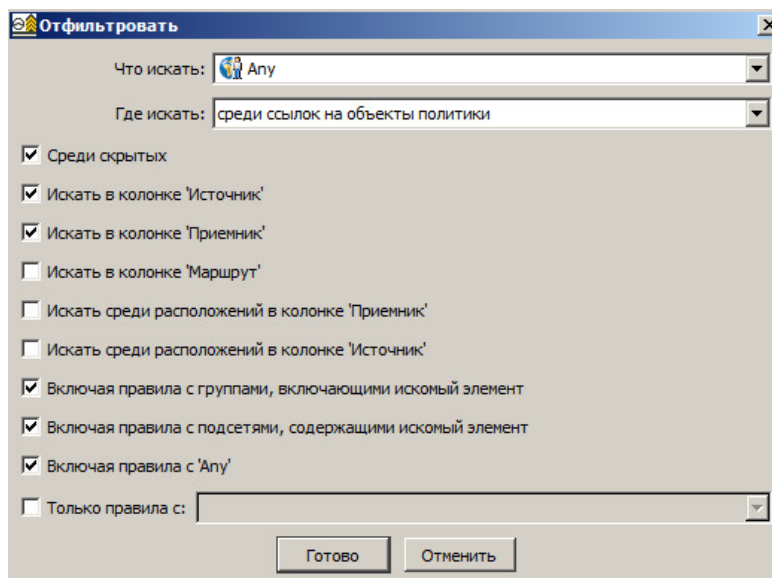 Отфильтровать
Что искать: Any
Где искать: среди ссылок на объекты политики
Среди скрытых
Искать в колонке 'Источник'
Искать в колонке 'Приемник'
Искать в колонке 'Маршрут'
Искать среди расположений в колонке 'Приемник'
Искать среди расположений в колонке 'Источник'
Включая правила с группами, включающими искомый элемент
Включая правила с подсетями, содержащими искомый элемент
Включая правила с 'Any'
Только правила с:
Готово Отменить